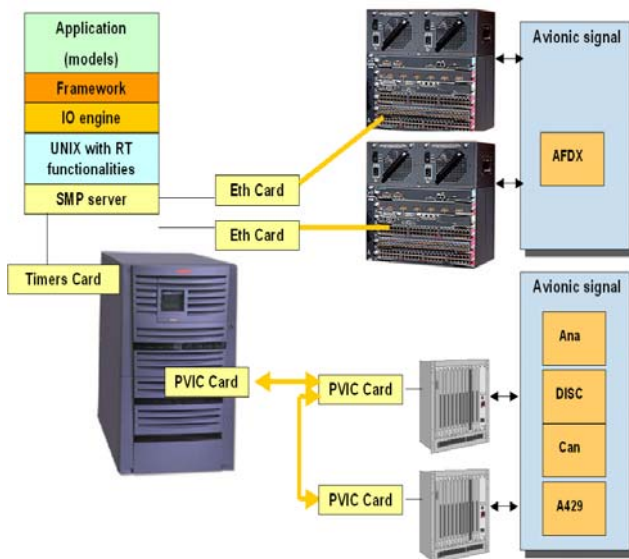 Application
(models)
Framework
IO engine
UNIX with RT
functionalities
SMP server
Timers Card
Eth Card
Eth Card
Avionic signal
AFDX
PVIC Card
PVIC Card
PVIC Card
Avionic signal
Ana
DISC
Can
A429